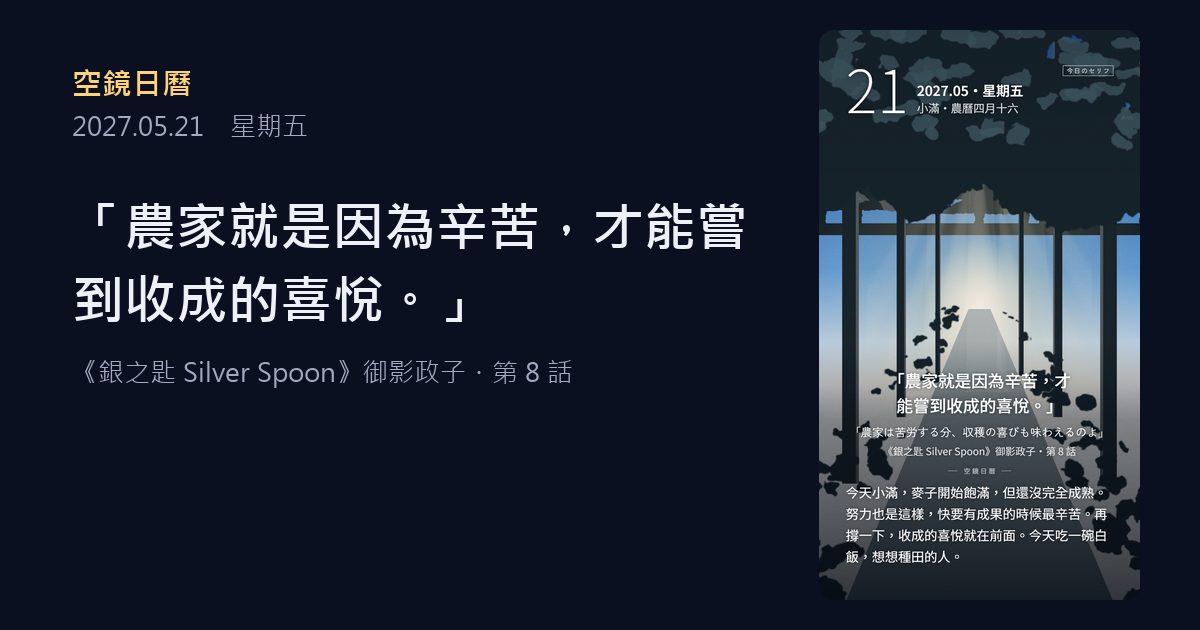 空鏡日曆
2027.05.21 星期五
「農家就是因為辛苦，才能嘗
到收成的喜悅。」
《銀之匙 Silver Spoon》御影政子・第 8 話
今日のセリフ
21
2027.05・星期五
小滿・農曆四月十六
「農家就是因為辛苦，才
能嘗到收成的喜悅。」
「農家は苦労する分、収穫の喜びも味わえるのよ」
《銀之匙 Silver Spoon》御影政子・第 8 話
— 空鏡日曆 —
今天小滿，麥子開始飽滿，但還沒完全成熟。
努力也是這樣，快要有成果的時候最辛苦。再
撐一下，收成的喜悅就在前面。今天吃一碗白
飯，想想種田的人。